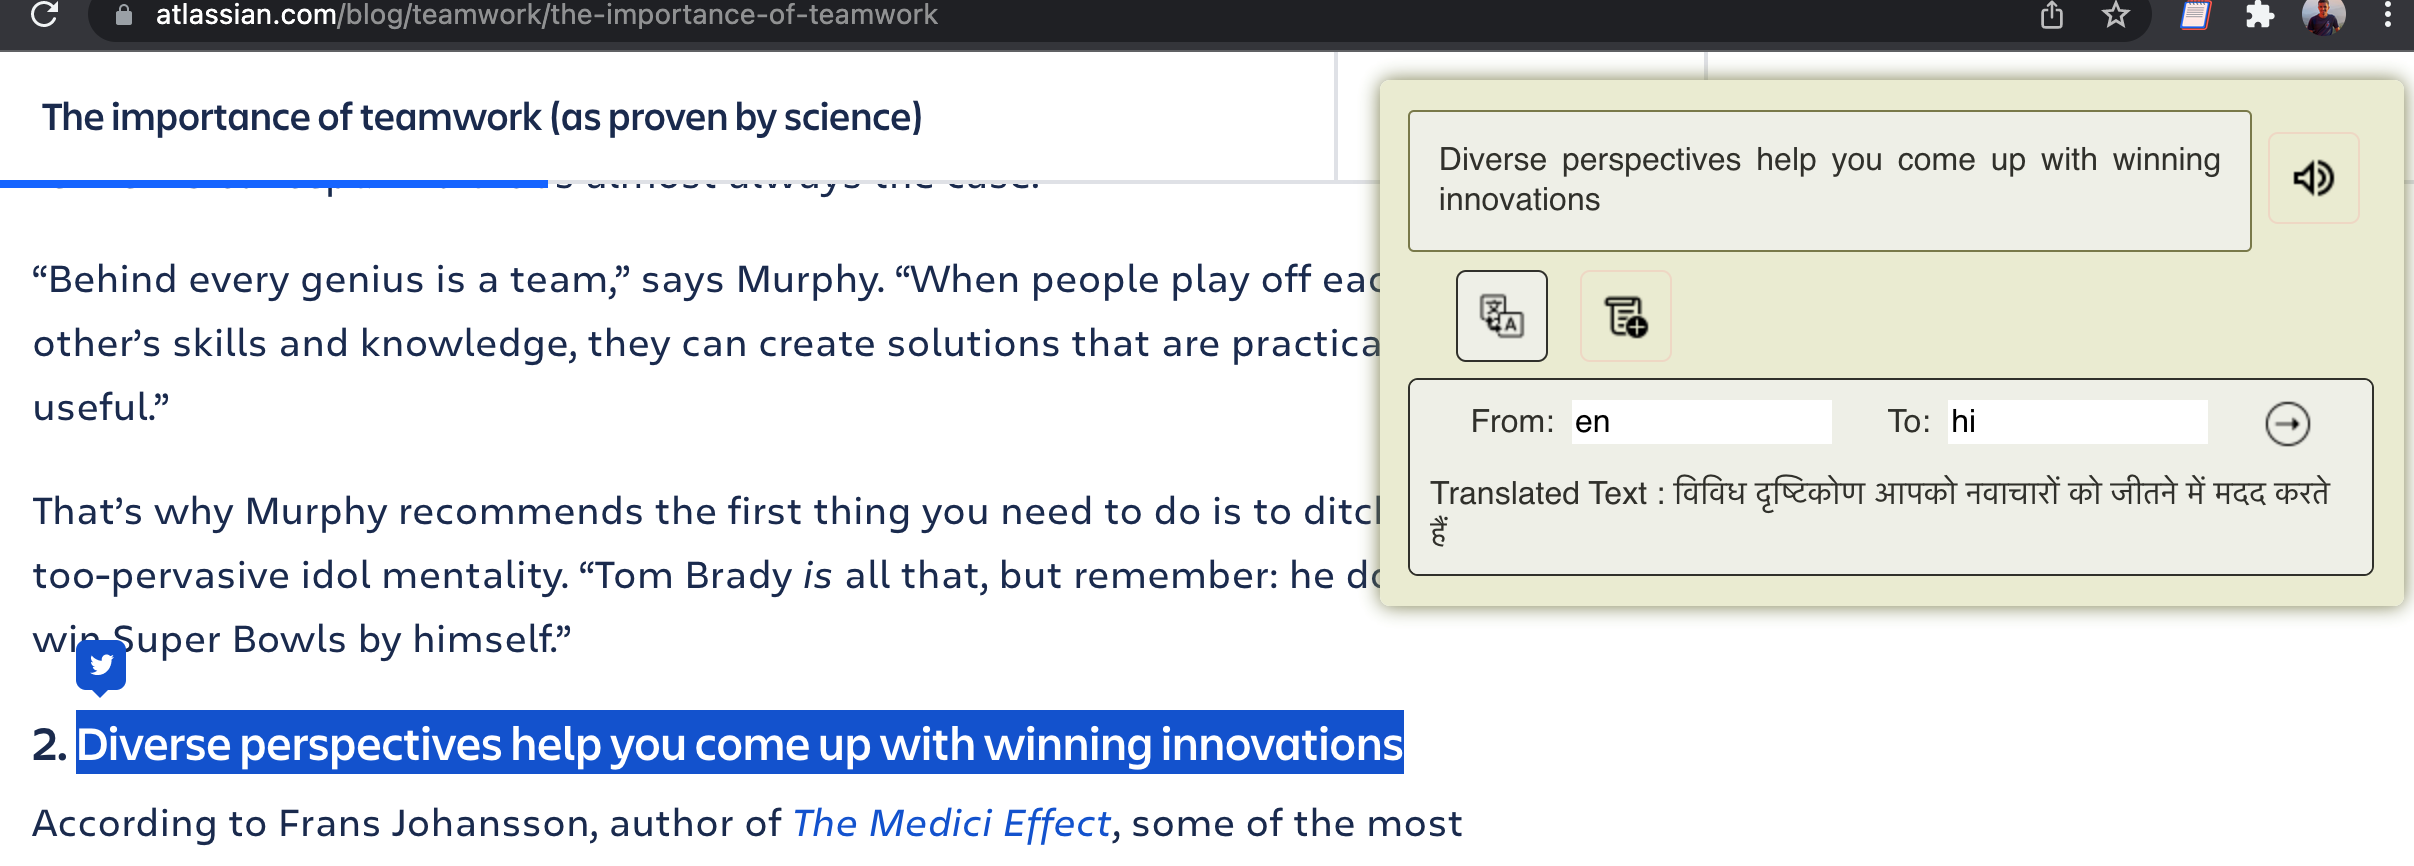 atlassian.com/blog/teamwork/the-importance-of-teamwork
The importance of teamwork (as proven by science)
s almost always the case.
“Behind every genius is a team,” says Murphy. “When people play off eac
other’s skills and knowledge, they can create solutions that are practica
useful.”
That’s why Murphy recommends the first thing you need to do is to ditc
too-pervasive idol mentality. “Tom Brady is all that, but remember: he do
win Super Bowls by himself.”
2. Diverse perspectives help you come up with winning innovations
According to Frans Johansson, author of The Medici Effect, some of the most
Diverse perspectives help you come up with winning
innovations
From: en To: hi
Translated Text : विविध दृष्टिकोण आपको नवाचारों को जीतने में मदद करते
हैं